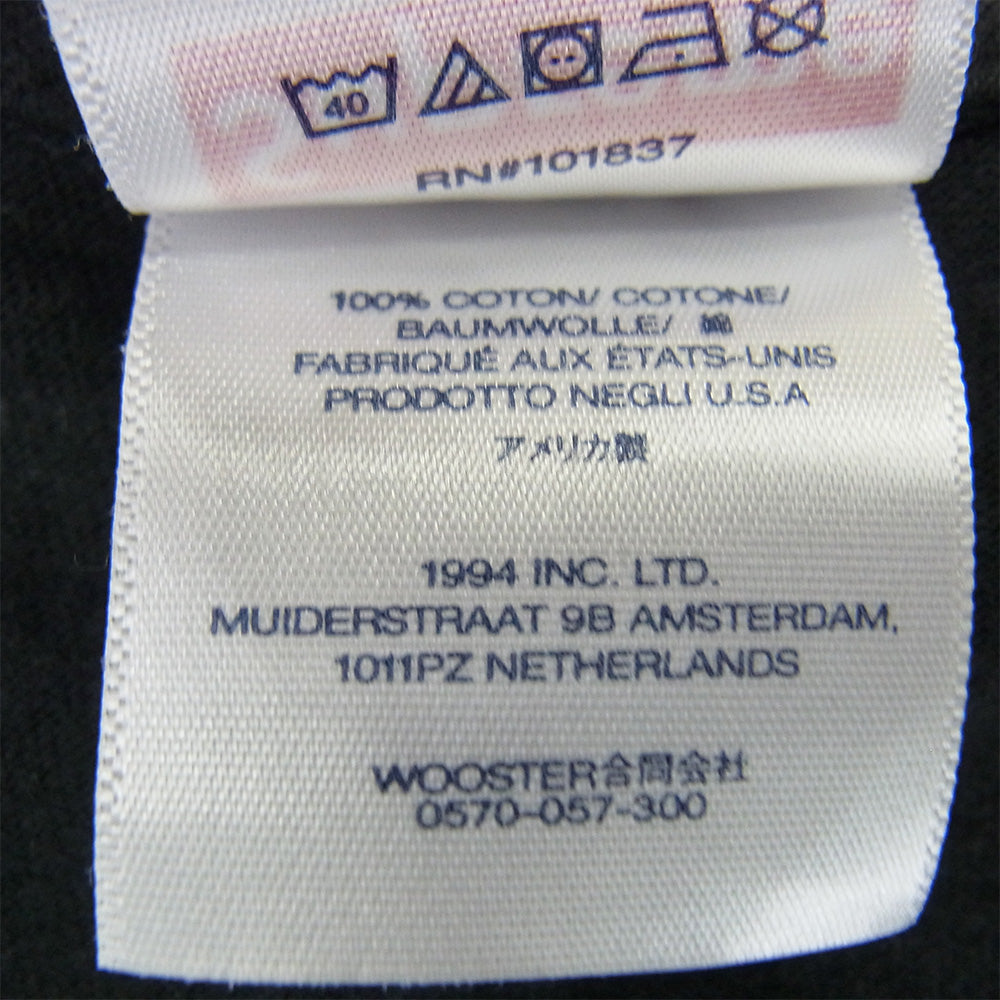 40
RN#101837
100% COTON/ COTONE/
BAUMWOLLE/ 綿
FABRIQUÉ AUX ÉTATS-UNIS
PRODOTTO NEGLI U.S.A
アメリカ製
1994 INC. LTD.
MUIDERSTRAAT 9B AMSTERDAM,
1011PZ NETHERLANDS
WOOSTER合同会社
0570-057-300